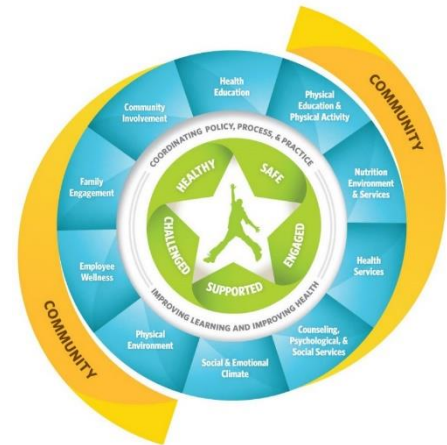 COMMUNITY
Health
Education
Physical
Education &
Physical Activity
Nutrition
Environment
& Services
Health
Services
Counseling,
Psychological, &
Social Services
Social & Emotional
Climate
Physical
Environment
Employee
Wellness
Family
Engagement
Community
Involvement
COORDINATING POLICY, PROCESS, & PRACTICE
IMPROVING LEARNING AND IMPROVING HEALTH
HEALTHY
SAFE
ENGAGED
SUPPORTED
CHALLENGED
COMMUNITY